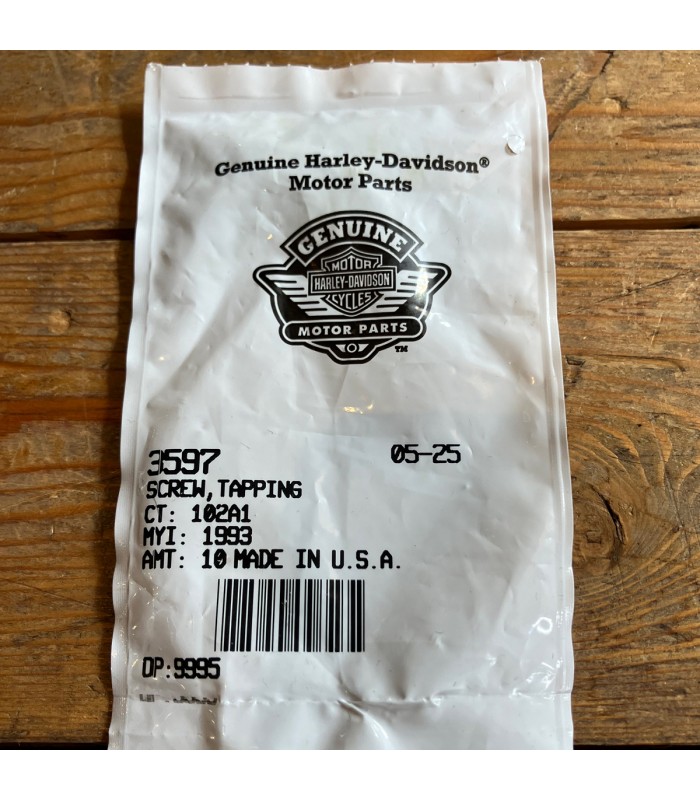 Genuine Harley-Davidson®
Motor Parts
GENUINE
MOTOR
HARLEY-DAVIDSON
CYCLES
MOTOR PARTS
™
3597 05-25
SCREW,TAPPING
CT: 102A1
MYI: 1993
AMT: 10 MADE IN U.S.A.
OP:9995